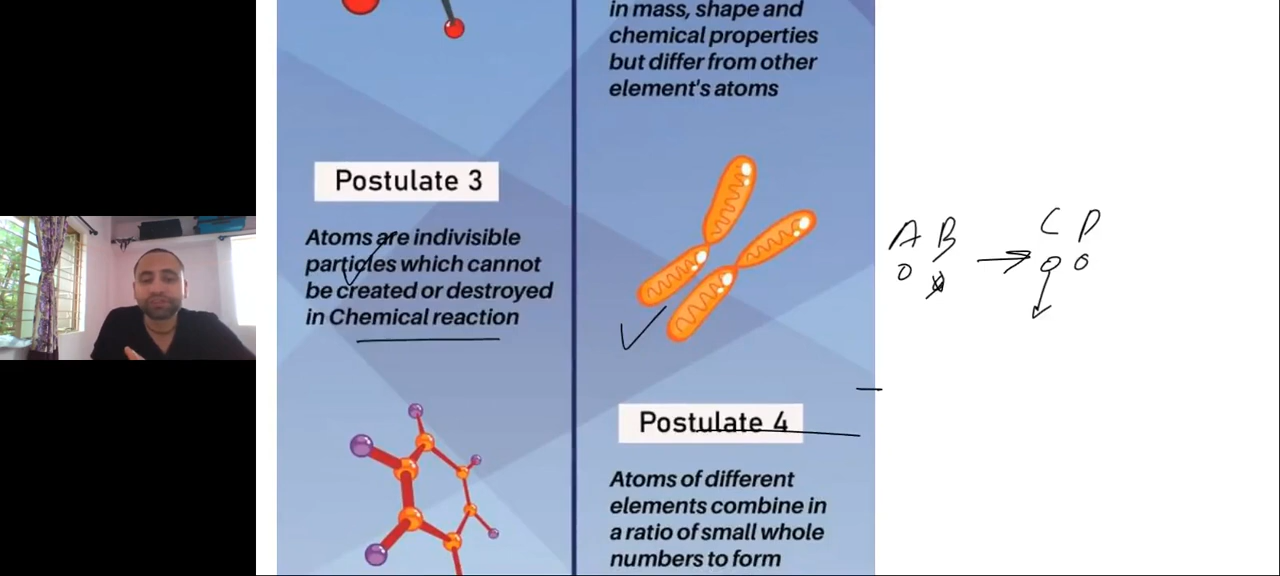 in mass, shape and
chemical properties
but differ from other
element's atoms
Postulate 3
Atoms are indivisible
particles which cannot
be created or destroyed
in Chemical reaction
Postulate 4
Atoms of different
elements combine in
a ratio of small whole
numbers to form
A B → C D